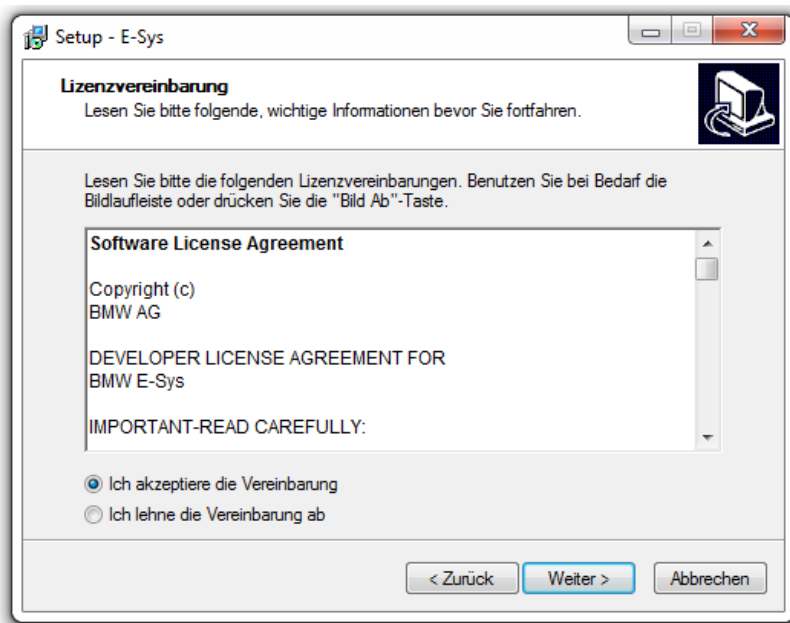 Setup - E-Sys
Lizenzvereinbarung
Lesen Sie bitte folgende, wichtige Informationen bevor Sie fortfahren.
Lesen Sie bitte die folgenden Lizenzvereinbarungen. Benutzen Sie bei Bedarf die
Bildlaufleiste oder drücken Sie die "Bild Ab"-Taste.
Software License Agreement
Copyright (c)
BMW AG
DEVELOPER LICENSE AGREEMENT FOR
BMW E-Sys
IMPORTANT-READ CAREFULLY:
Ich akzeptiere die Vereinbarung
Ich lehne die Vereinbarung ab
< Zurück Weiter > Abbrechen